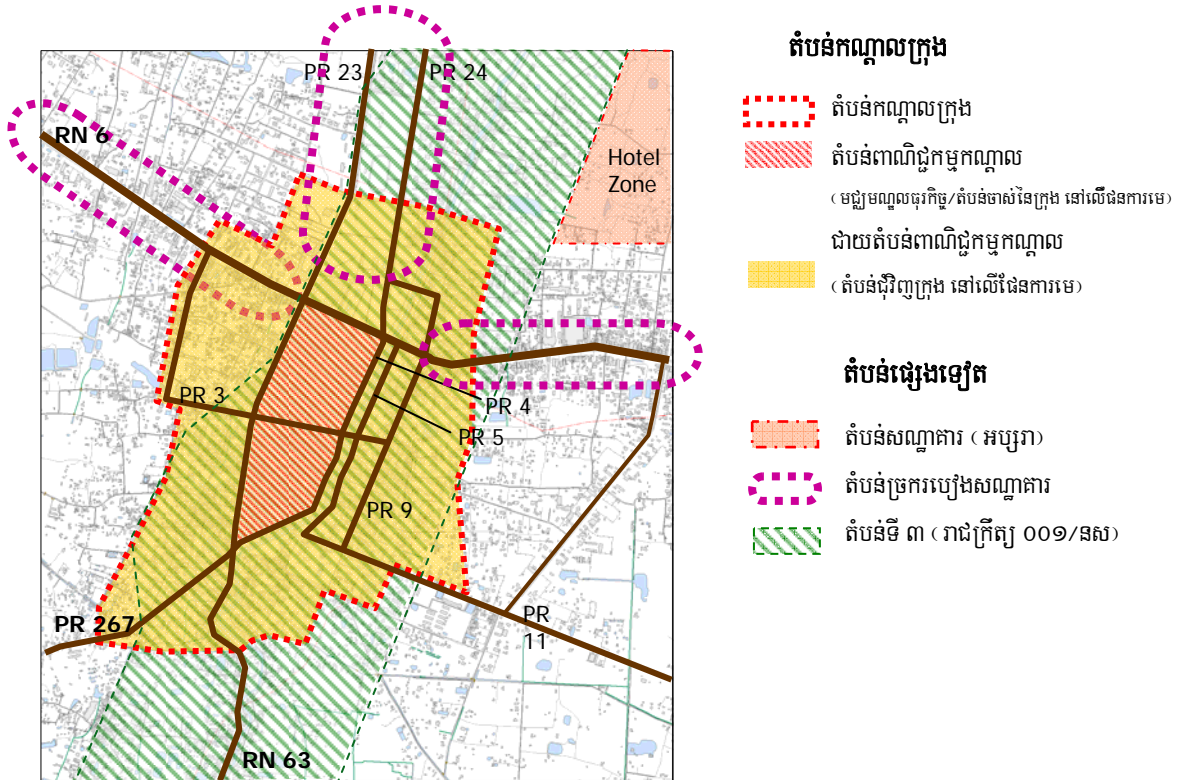 PR 23
PR 24
RN 6
Hotel
Zone
PR 3
PR 4
PR 5
PR 9
PR 267
PR
11
RN 63
តំបន់កណ្តាលក្រុង
តំបន់កណ្តាលក្រុង
តំបន់ពាណិជ្ជកម្មកណ្តាល
(មជ្ឈមណ្ឌលធុរកិច្ច/តំបន់ចាស់នៃក្រុង នៅលើផនការមេ)
ជាយតំបន់ពាណិជ្ជកម្មកណ្តាល
(តំបន់ជុំវិញក្រុង នៅលើផែនការមេ)
តំបន់ផ្សេងទៀត
តំបន់សណ្ឋាគារ (អប្សរា)
តំបន់ច្រករបៀងសណ្ឋាគារ
តំបន់ទី ៣ (រាជក្រឹត្យ ០០១/នស)